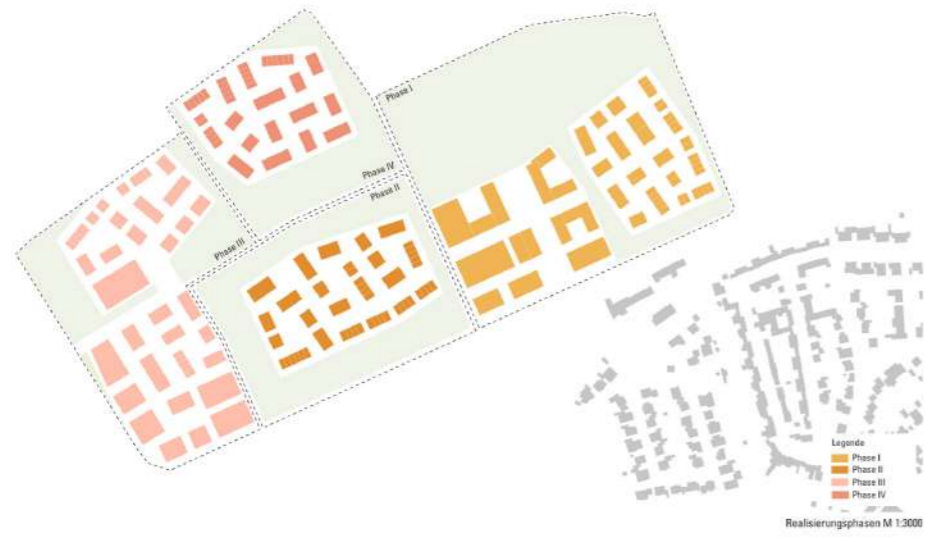 Phase I
Phase IV
Phase II
Phase III
Legende
Phase I
Phase II
Phase III
Phase IV
Realisierungsphasen M 1:3000